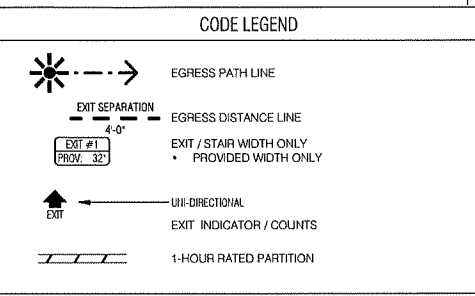 CODE LEGEND
EGRESS PATH LINE
EXIT SEPARATION
EGRESS DISTANCE LINE
4'-0"
EXIT #1
PROV: 32"
EXIT / STAIR WIDTH ONLY
• PROVIDED WIDTH ONLY
UNI-DIRECTIONAL
EXIT
EXIT INDICATOR / COUNTS
1-HOUR RATED PARTITION